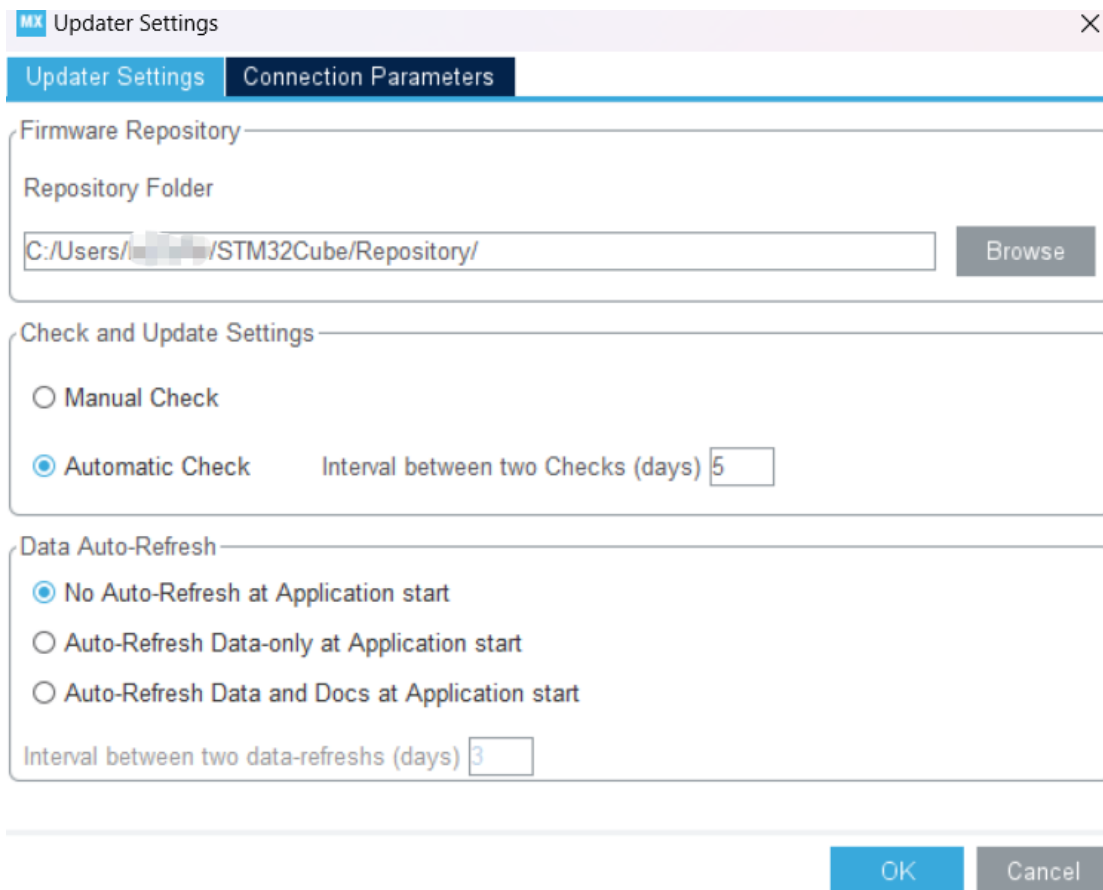 MX Updater Settings
Updater Settings Connection Parameters
Firmware Repository
Repository Folder
C:/Users/ /STM32Cube/Repository/ Browse
Check and Update Settings
Manual Check
Automatic Check Interval between two Checks (days) 5
Data Auto-Refresh
No Auto-Refresh at Application start
Auto-Refresh Data-only at Application start
Auto-Refresh Data and Docs at Application start
Interval between two data-refreshs (days) 3
OK Cancel